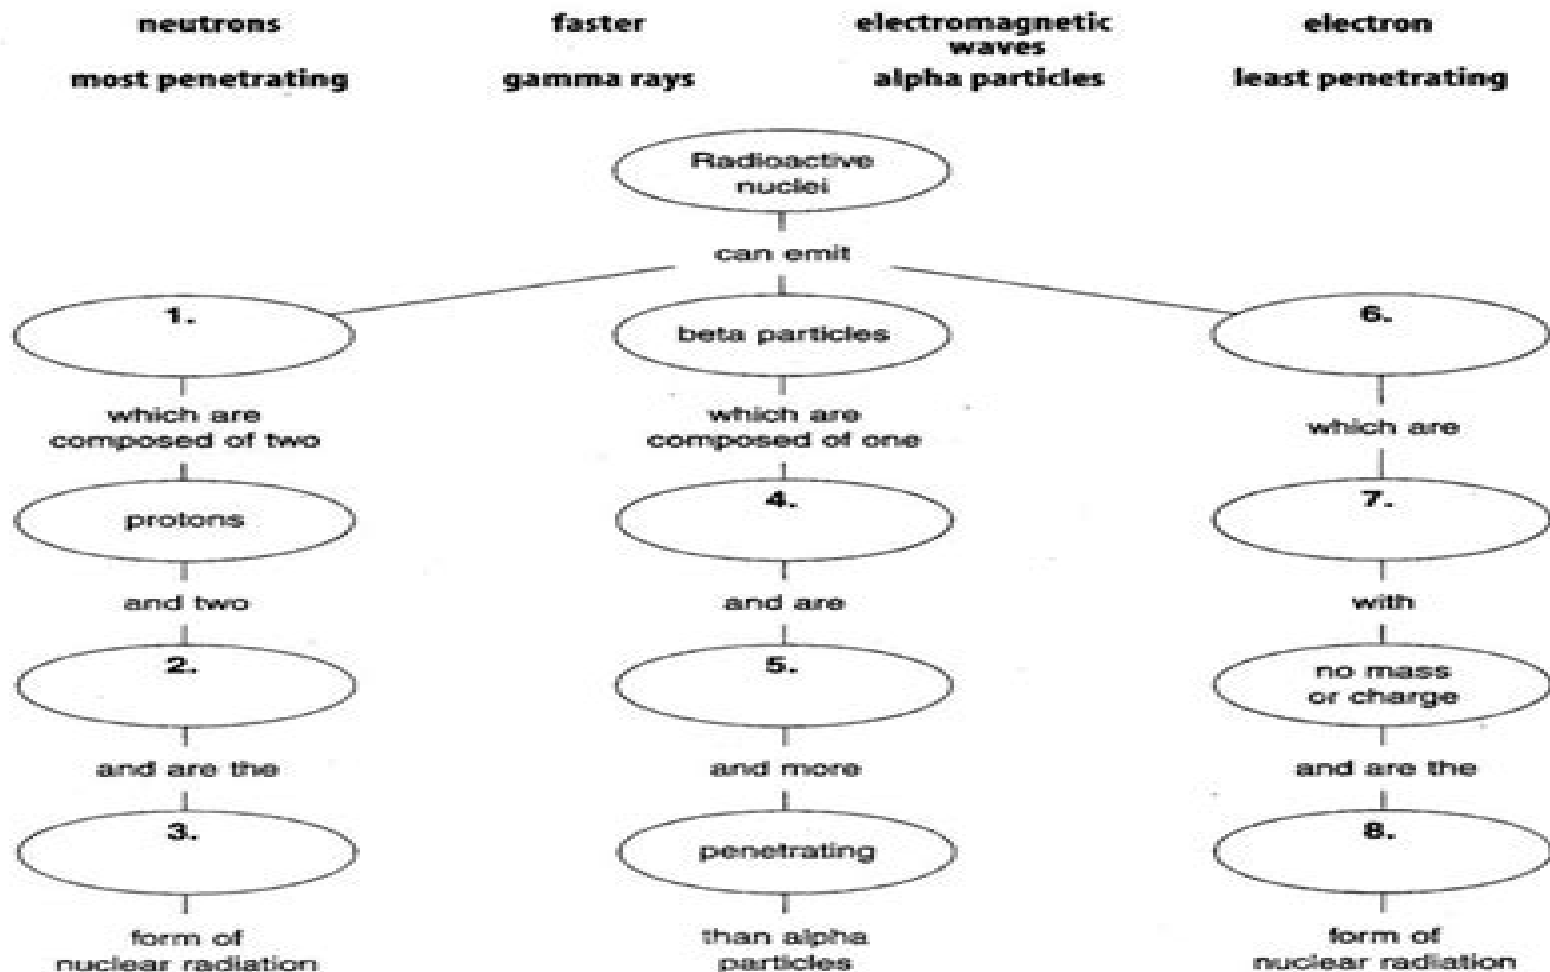 neutrons faster electromagnetic waves electron
most penetrating gamma rays alpha particles least penetrating
Radioactive
nuclei
can emit
1.
beta particles
6.
which are
composed of two
which are
composed of one
which are
protons
4.
7.
and two
and are
with
2.
5.
no mass
or charge
and are the
and more
and are the
3.
penetrating
8.
form of
nuclear radiation
than alpha
particles
form of
nuclear radiation